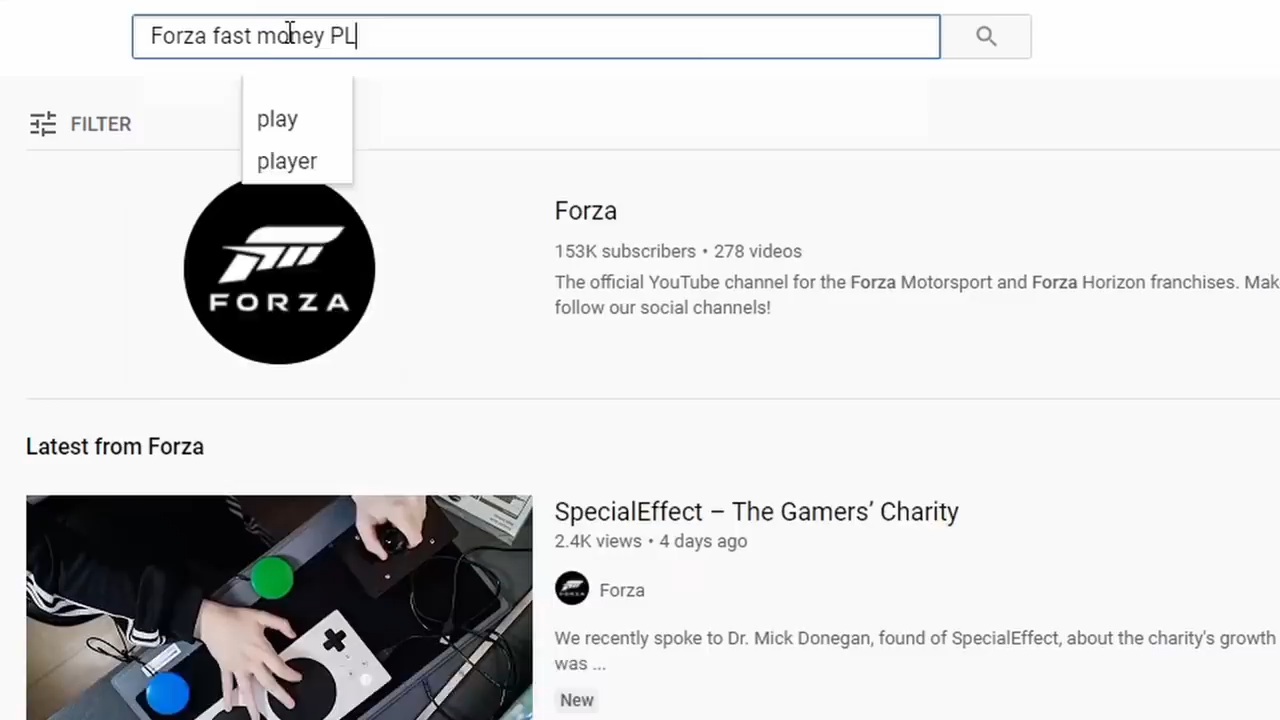 Forza fast money PL
play
player
FILTER
FORZA
Forza
153K subscribers • 278 videos
The official YouTube channel for the Forza Motorsport and Forza Horizon franchises. Mak
follow our social channels!
Latest from Forza
SpecialEffect – The Gamers’ Charity
2.4K views • 4 days ago
Forza
We recently spoke to Dr. Mick Donegan, found of SpecialEffect, about the charity's growth
was ...
New